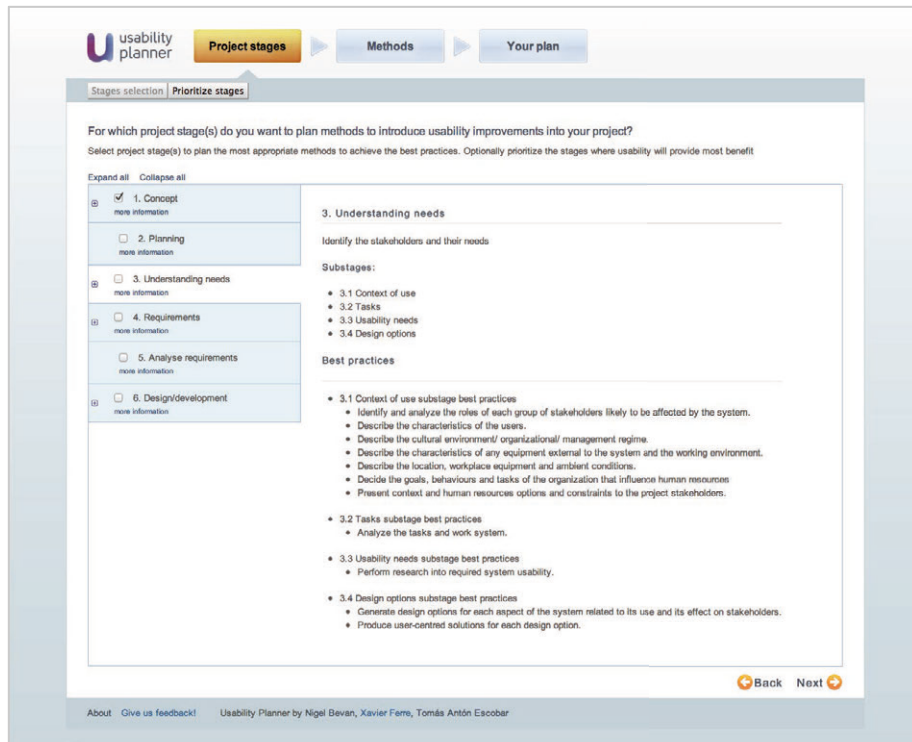 usability
planner
Project stages
Methods
Your plan
Stages selection
Prioritize stages
For which project stage(s) do you want to plan methods to introduce usability improvements into your project?
Select project stage(s) to plan the most appropriate methods to achieve the best practices. Optionally prioritize the stages where usability will provide most benefit
Expand all Collapse all
1. Concept
more information
2. Planning
more information
3. Understanding needs
more information
4. Requirements
more information
5. Analyse requirements
more information
6. Design/development
more information
3. Understanding needs
Identify the stakeholders and their needs
Substages:
• 3.1 Context of use
• 3.2 Tasks
• 3.3 Usability needs
• 3.4 Design options
Best practices
• 3.1 Context of use substage best practices
• Identify and analyze the roles of each group of stakeholders likely to be affected by the system.
• Describe the characteristics of the users.
• Describe the cultural environment/ organizational/ management regime.
• Describe the characteristics of any equipment external to the system and the working environment.
• Describe the location, workplace equipment and ambient conditions.
• Decide the goals, behaviours and tasks of the organization that influence human resources
• Present context and human resources options and constraints to the project stakeholders.
• 3.2 Tasks substage best practices
• Analyze the tasks and work system.
• 3.3 Usability needs substage best practices
• Perform research into required system usability.
• 3.4 Design options substage best practices
• Generate design options for each aspect of the system related to its use and its effect on stakeholders.
• Produce user-centred solutions for each design option.
Back Next
About Give us feedback! Usability Planner by Nigel Bevan, Xavier Ferre, Tomás Antón Escobar